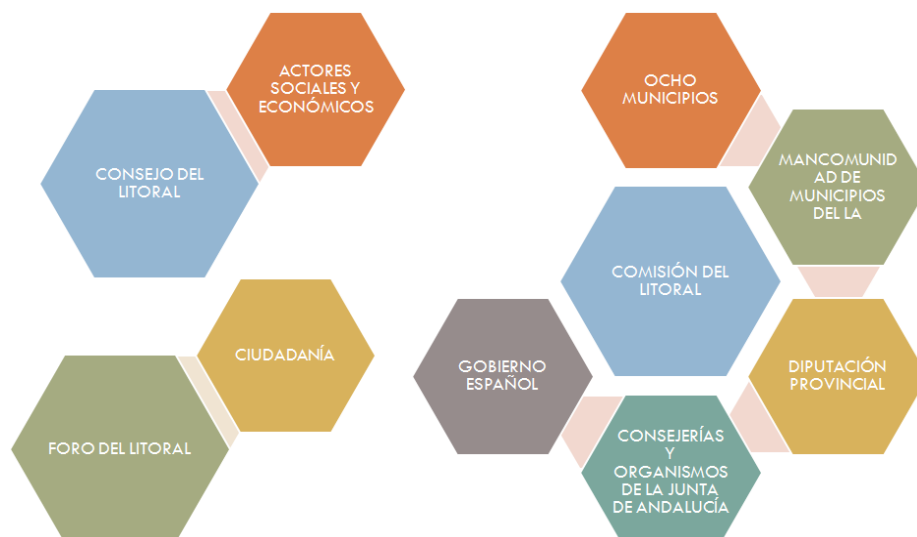 ACTORES
SOCIALES Y
ECONÓMICOS
CONSEJO DEL
LITORAL
CIUDADANÍA
FORO DEL LITORAL
OCHO
MUNICIPIOS
MANCOMUNID
AD DE
MUNICIPIOS
DEL LA
COMISIÓN DEL
LITORAL
GOBIERNO
ESPAÑOL
DIPUTACIÓN
PROVINCIAL
CONSEJERÍAS
Y
ORGANISMOS
DE LA JUNTA
DE ANDALUCÍA